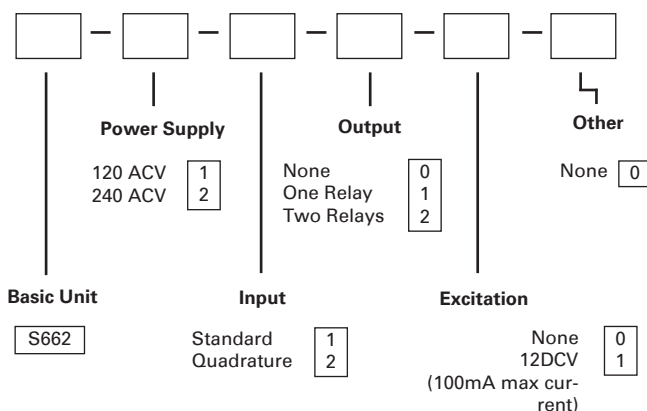 Power Supply
120 ACV 1
240 ACV 2
Output
None 0
One Relay 1
Two Relays 2
Other
None 0
Basic Unit
S662
Input
Standard 1
Quadrature 2
Excitation
None 0
12DCV 1
(100mA max cur-
rent)